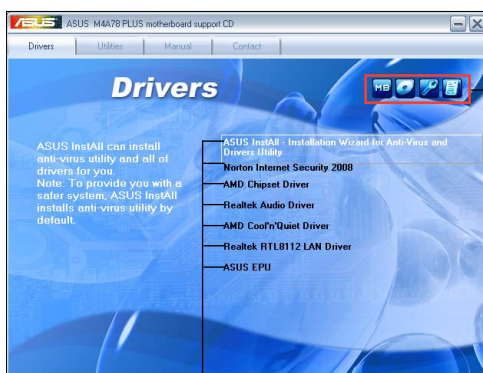 ASUS ASUS M4A78 PLUS motherboard support CD
Drivers Utilities Manual Contact
Drivers
MB
ASUS InstAll can install
anti-virus utility and all of
drivers for you.
Note: To provide you with a
safer system, ASUS InstAll
installs anti-virus utility by
default.
ASUS InstAll - Installation Wizard for Anti-Virus and
Drivers Utility
Norton Internet Security 2008
AMD Chipset Driver
Realtek Audio Driver
AMD Cool'n'Quiet Driver
Realtek RTL8112 LAN Driver
ASUS EPU